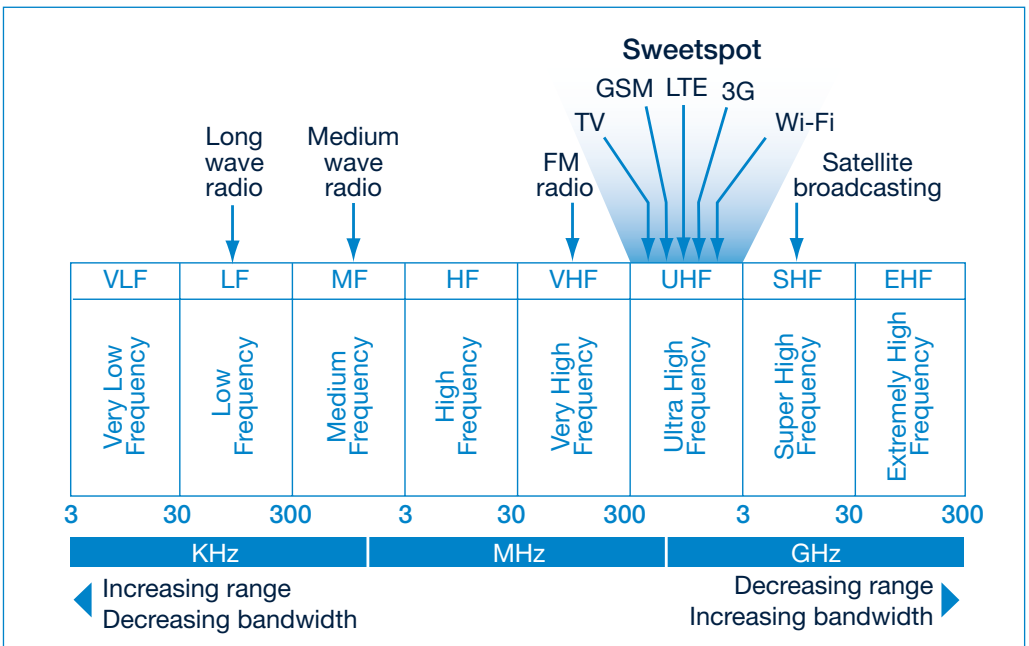 Sweetspot
GSM LTE 3G
TV
Wi-Fi
Long
wave
radio
Medium
wave
radio
FM
radio
Satellite
broadcasting
VLF LF MF HF VHF UHF SHF EHF
Very Low
Frequency
Low
Frequency
Medium
Frequency
High
Frequency
Very High
Frequency
Ultra High
Frequency
Super High
Frequency
Extremely High
Frequency
3 30 300 3 30 300 3 30 300
KHz MHz GHz
Increasing range
Decreasing bandwidth
Decreasing range
Increasing bandwidth